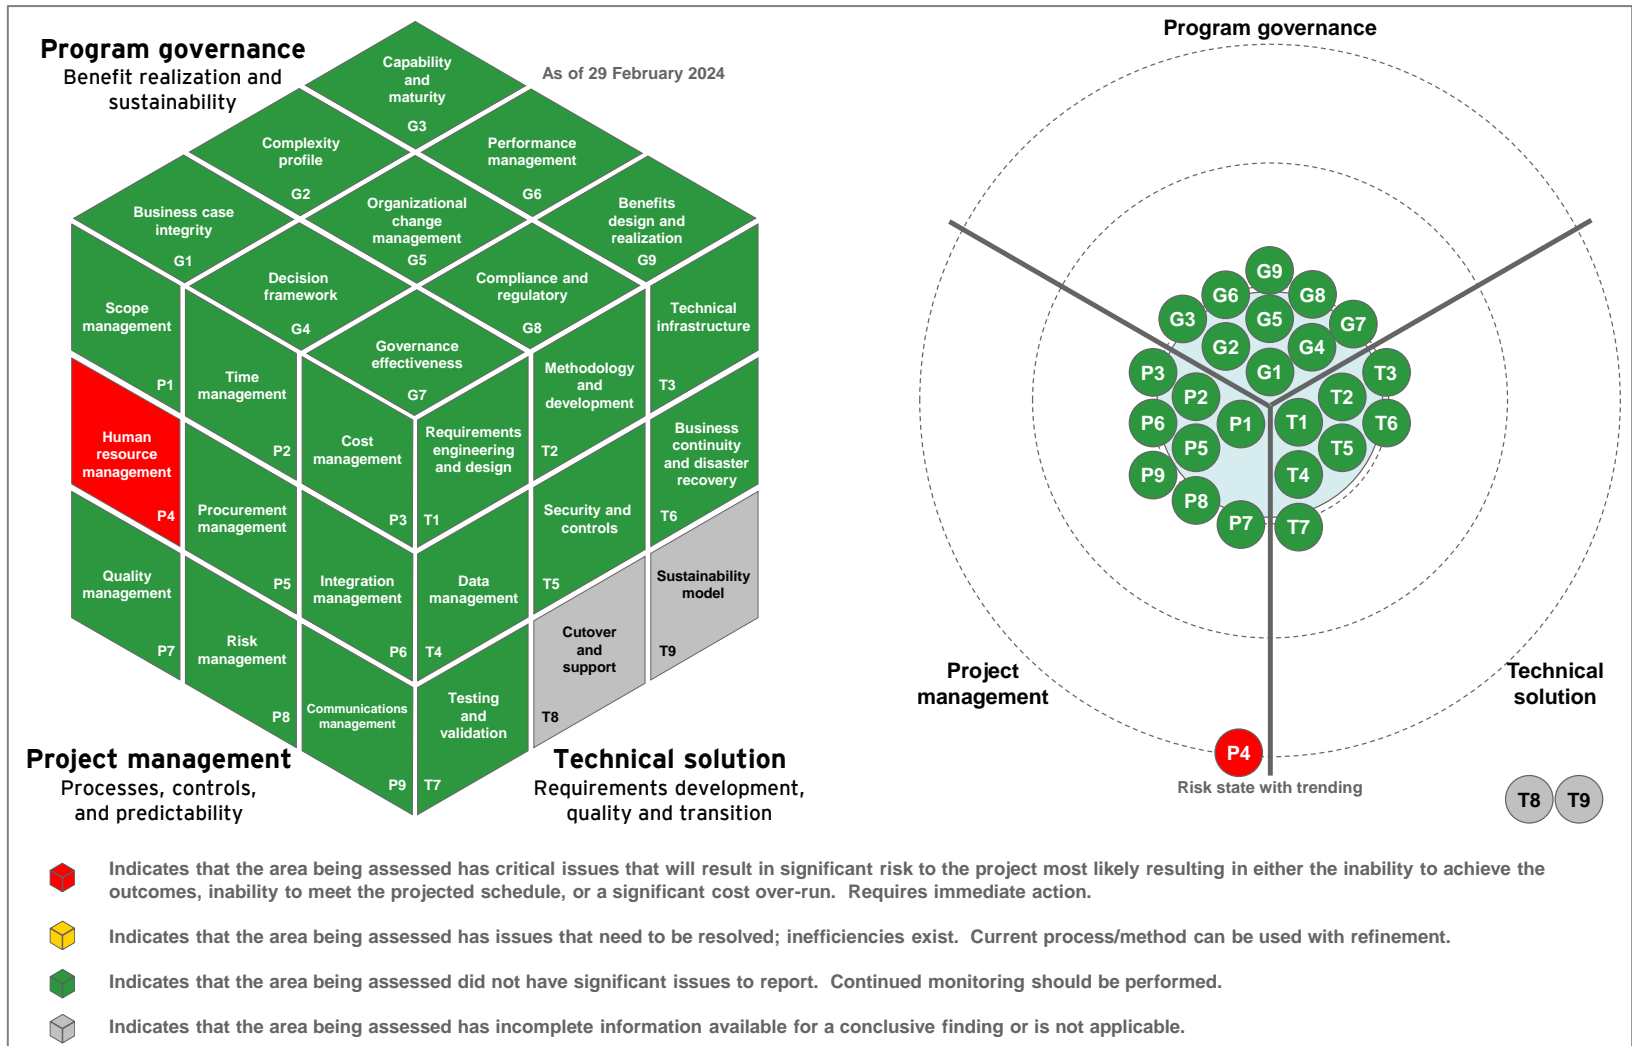 Program governance
Benefit realization and
sustainability
As of 29 February 2024
Capability
and
maturity
G3
Complexity
profile
G2
Performance
management
G6
Business case
integrity
G1
Organizational
change
management
G5
Benefits
design and
realization
G9
Decision
framework
G4
Compliance and
regulatory
G8
Governance
effectiveness
G7
Scope
management
P1
Time
management
P2
Cost
management
P3
Human
resource
management
P4
Procurement
management
P5
Integration
management
P6
Quality
management
P7
Risk
management
P8
Communications
management
P9
Requirements
engineering
and design
T1
Methodology
and
development
T2
Technical
infrastructure
T3
Data
management
T4
Security and
controls
T5
Business
continuity
and disaster
recovery
T6
Testing
and
validation
T7
Cutover
and
support
T8
Sustainability
model
T9
Project management
Processes, controls,
and predictability
Technical solution
Requirements development,
quality and transition
Program governance
G9
G6
G8
G3
G5
G7
G2
G4
G1
P3
P2
P1
P6
P5
P9
P8
P7
T3
T2
T1
T6
T5
T4
T7
Project
management
Technical
solution
P4
Risk state with trending
T8
T9
Indicates that the area being assessed has critical issues that will result in significant risk to the project most likely resulting in either the inability to achieve the
outcomes, inability to meet the projected schedule, or a significant cost over-run. Requires immediate action.
Indicates that the area being assessed has issues that need to be resolved; inefficiencies exist. Current process/method can be used with refinement.
Indicates that the area being assessed did not have significant issues to report. Continued monitoring should be performed.
Indicates that the area being assessed has incomplete information available for a conclusive finding or is not applicable.